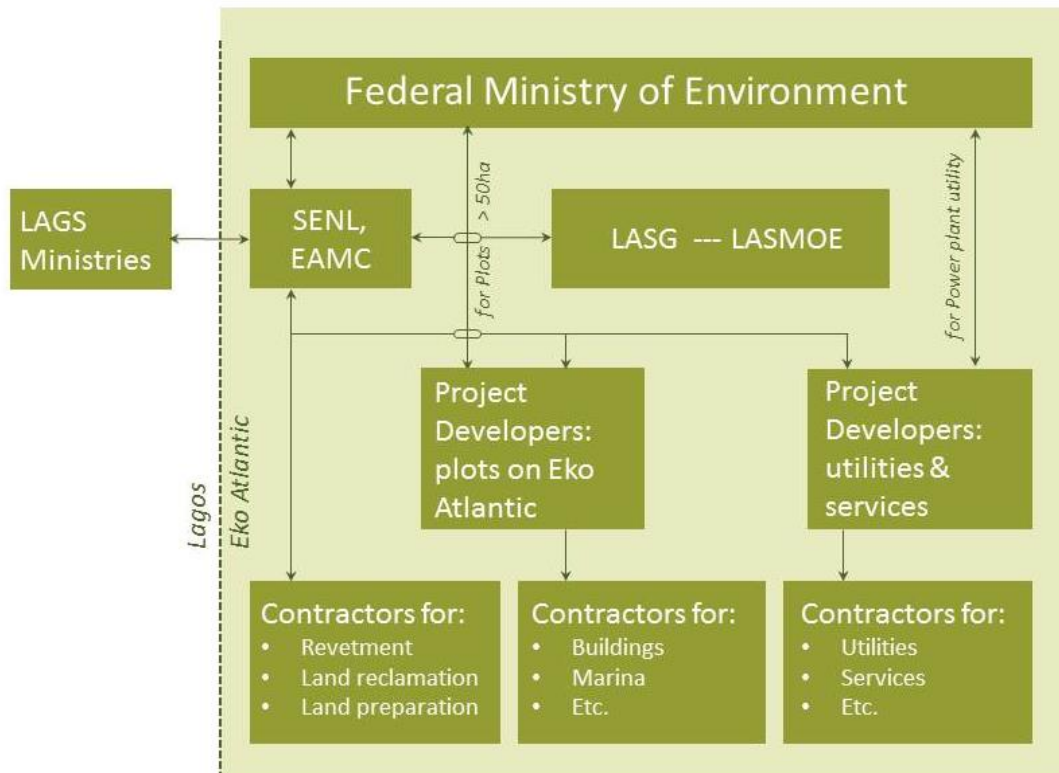 Federal Ministry of Environment
LAGS
Ministries
SENL,
EAMC
for Plots > 50ha
LASG --- LASMOE
for Power plant utility
Project
Developers:
plots on Eko
Atlantic
Project
Developers:
utilities &
services
Lagos
Eko Atlantic
Contractors for:
• Revetment
• Land reclamation
• Land preparation
Contractors for:
• Buildings
• Marina
• Etc.
Contractors for:
• Utilities
• Services
• Etc.